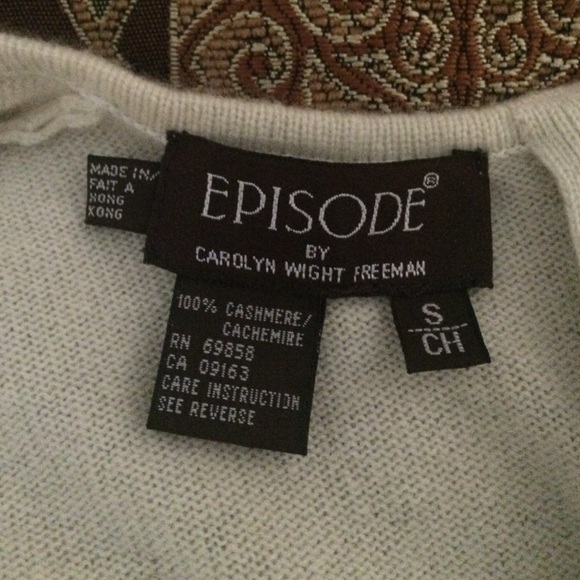 MADE IN/
FAIT A
HONG
KONG
EPISODE®
BY
CAROLYN WIGHT FREEMAN
100% CASHMERE/
CACHEMIRE
RN 69858
CA 09163
CARE INSTRUCTION
SEE REVERSE
S
CH